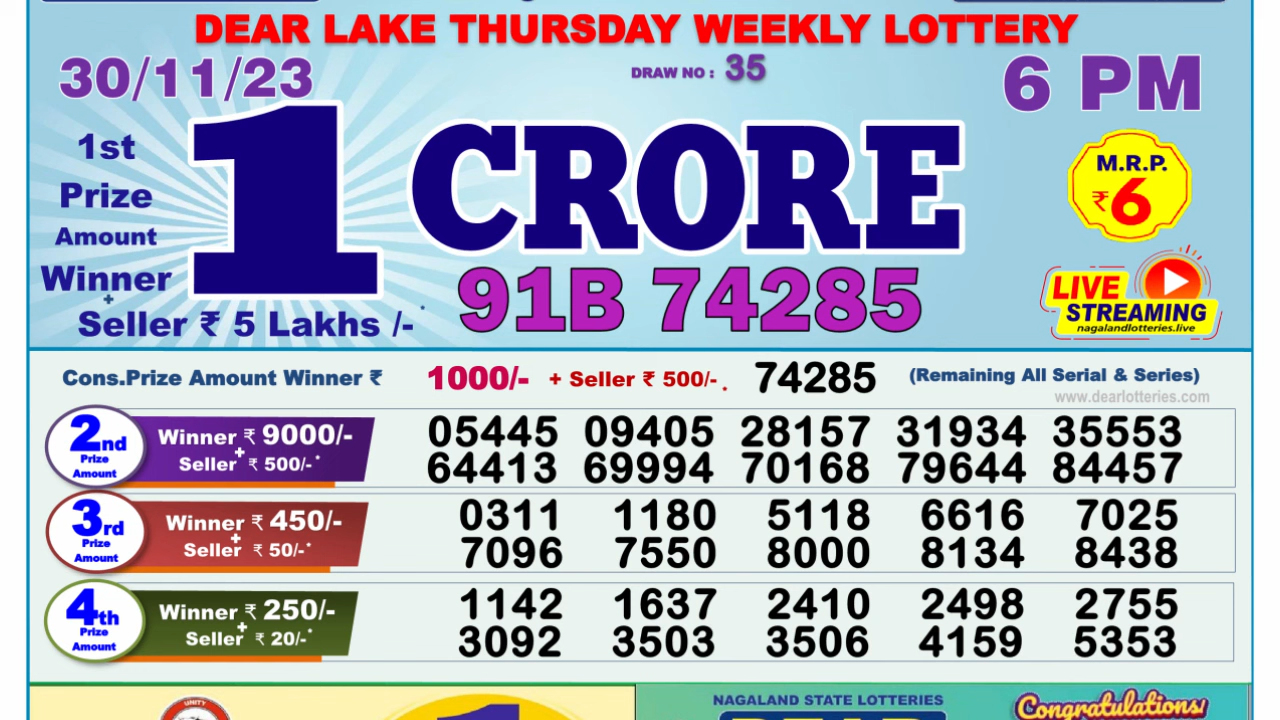 DEAR LAKE THURSDAY WEEKLY LOTTERY
30/11/23
DRAW NO : 35
6 PM
1st
Prize
Amount
Winner
+
Seller ₹ 5 Lakhs /- *
1 CRORE
91B 74285
M.R.P.
₹6
LIVE
STREAMING
nagalandlotteries.live
Cons.Prize Amount Winner ₹ 1000/- + Seller ₹ 500/- . 74285 (Remaining All Serial & Series)
www.dearlotteries.com
2nd
Prize
Amount
Winner ₹ 9000/-
+
Seller ₹ 500/-*
05445 09405 28157 31934 35553
64413 69994 70168 79644 84457
3rd
Prize
Amount
Winner ₹ 450/-
+
Seller ₹ 50/-*
0311 1180 5118 6616 7025
7096 7550 8000 8134 8438
4th
Prize
Amount
Winner ₹ 250/-
+
Seller ₹ 20/-*
1142 1637 2410 2498 2755
3092 3503 3506 4159 5353
UNITY
1
NAGALAND STATE LOTTERIES
DEAR
Congratulations!